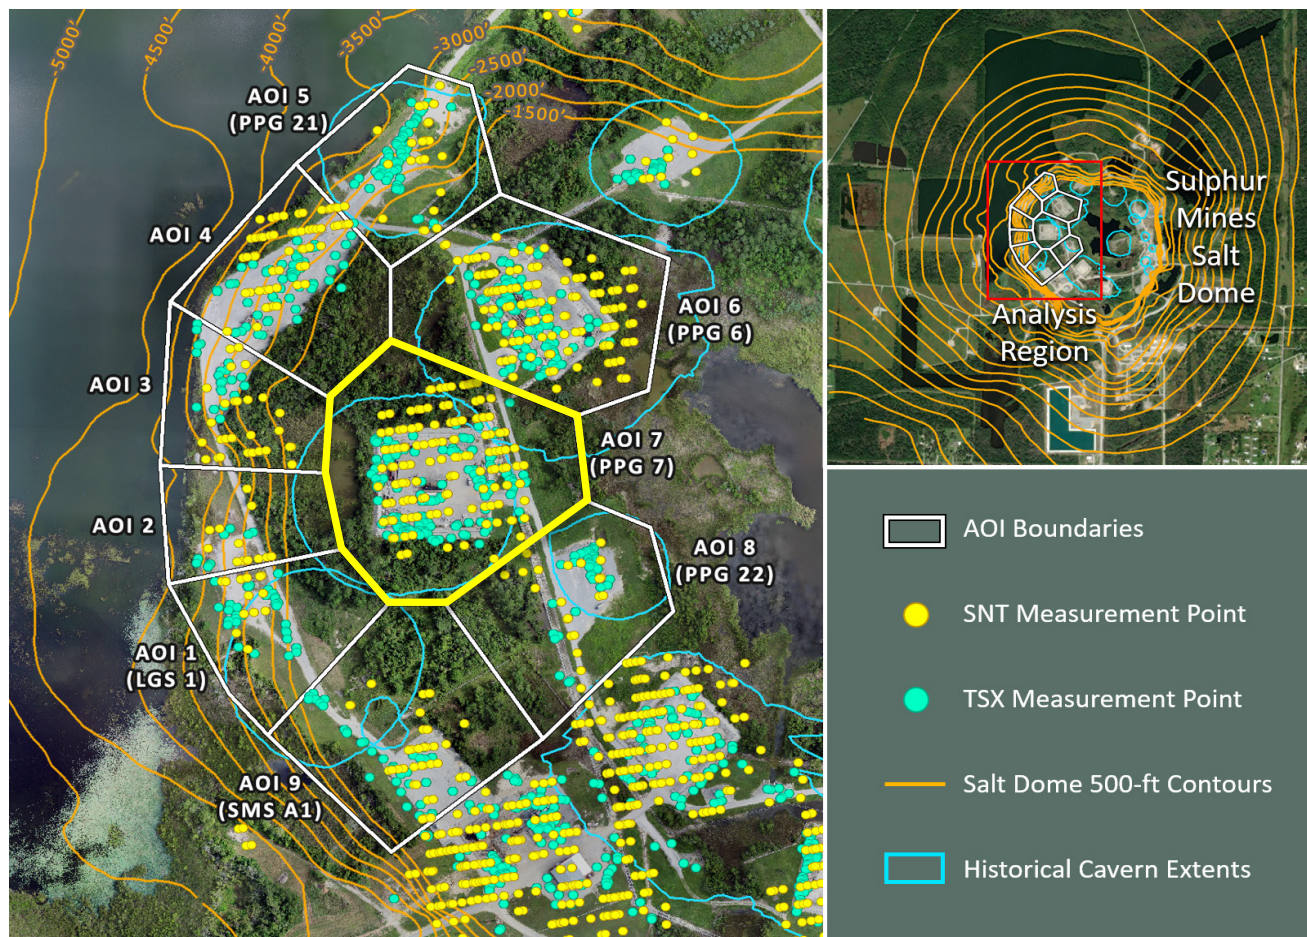 -5000'
-4500'
-4000'
-3500'
-3000'
-2500'
-2000'
-1500'
AOI 5
(PPG 21)
AOI 4
AOI 3
AOI 2
AOI 1
(LGS 1)
AOI 9
(SMS A1)
AOI 6
(PPG 6)
AOI 7
(PPG 7)
AOI 8
(PPG 22)
Sulphur
Mines
Salt
Dome
Analysis
Region
AOI Boundaries
SNT Measurement Point
TSX Measurement Point
Salt Dome 500-ft Contours
Historical Cavern Extents